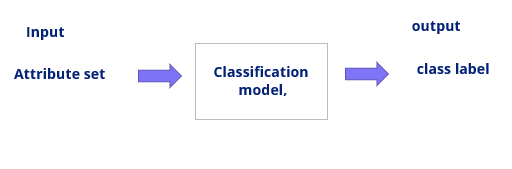 Input
output
Attribute set
Classification
model,
class label